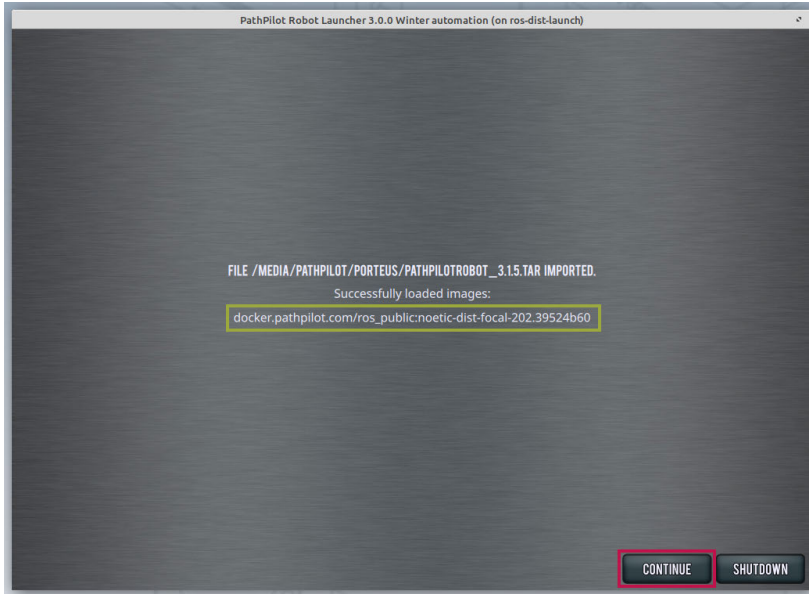 PathPilot Robot Launcher 3.0.0 Winter automation (on ros-dist-launch)
FILE /MEDIA/PATHPILOT/PORTEUS/PATHPILOTROBOT_3.1.5.TAR IMPORTED.
Successfully loaded images:
docker.pathpilot.com/ros_public:noetic-dist-focal-202.39524b60
CONTINUE SHUTDOWN